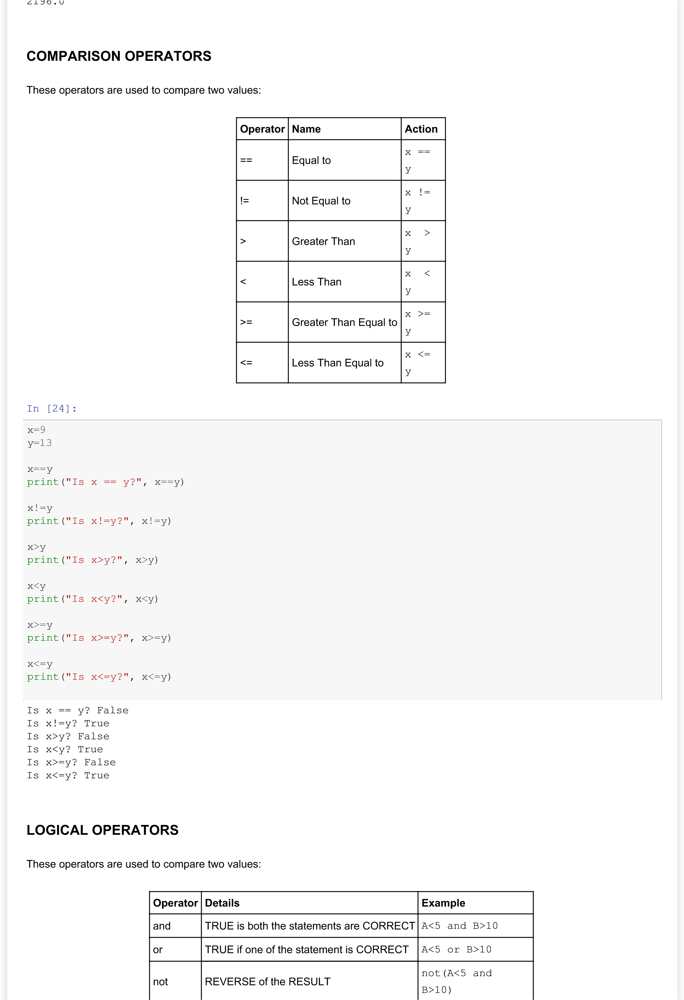 2196.0
COMPARISON OPERATORS
These operators are used to compare two values:
Operator Name Action
== Equal to x ==
y
!= Not Equal to x !=
y
> Greater Than x  >
y
< Less Than x  <
y
>= Greater Than Equal to x >=
y
<= Less Than Equal to x <=
y
In [24]:
x=9
y=13
x==y
print("Is x == y?", x==y)
x!=y
print("Is x!=y?", x!=y)
x>y
print("Is x>y?", x>y)
x<y
print("Is x<y?", x<y)
x>=y
print("Is x>=y?", x>=y)
x<=y
print("Is x<=y?", x<=y)
Is x == y? False
Is x!=y? True
Is x>y? False
Is x<y? True
Is x>=y? False
Is x<=y? True
LOGICAL OPERATORS
These operators are used to compare two values:
Operator Details Example
and TRUE is both the statements are CORRECT A<5 and B>10
or TRUE if one of the statement is CORRECT A<5 or B>10
not REVERSE of the RESULT not(A<5 and
B>10)